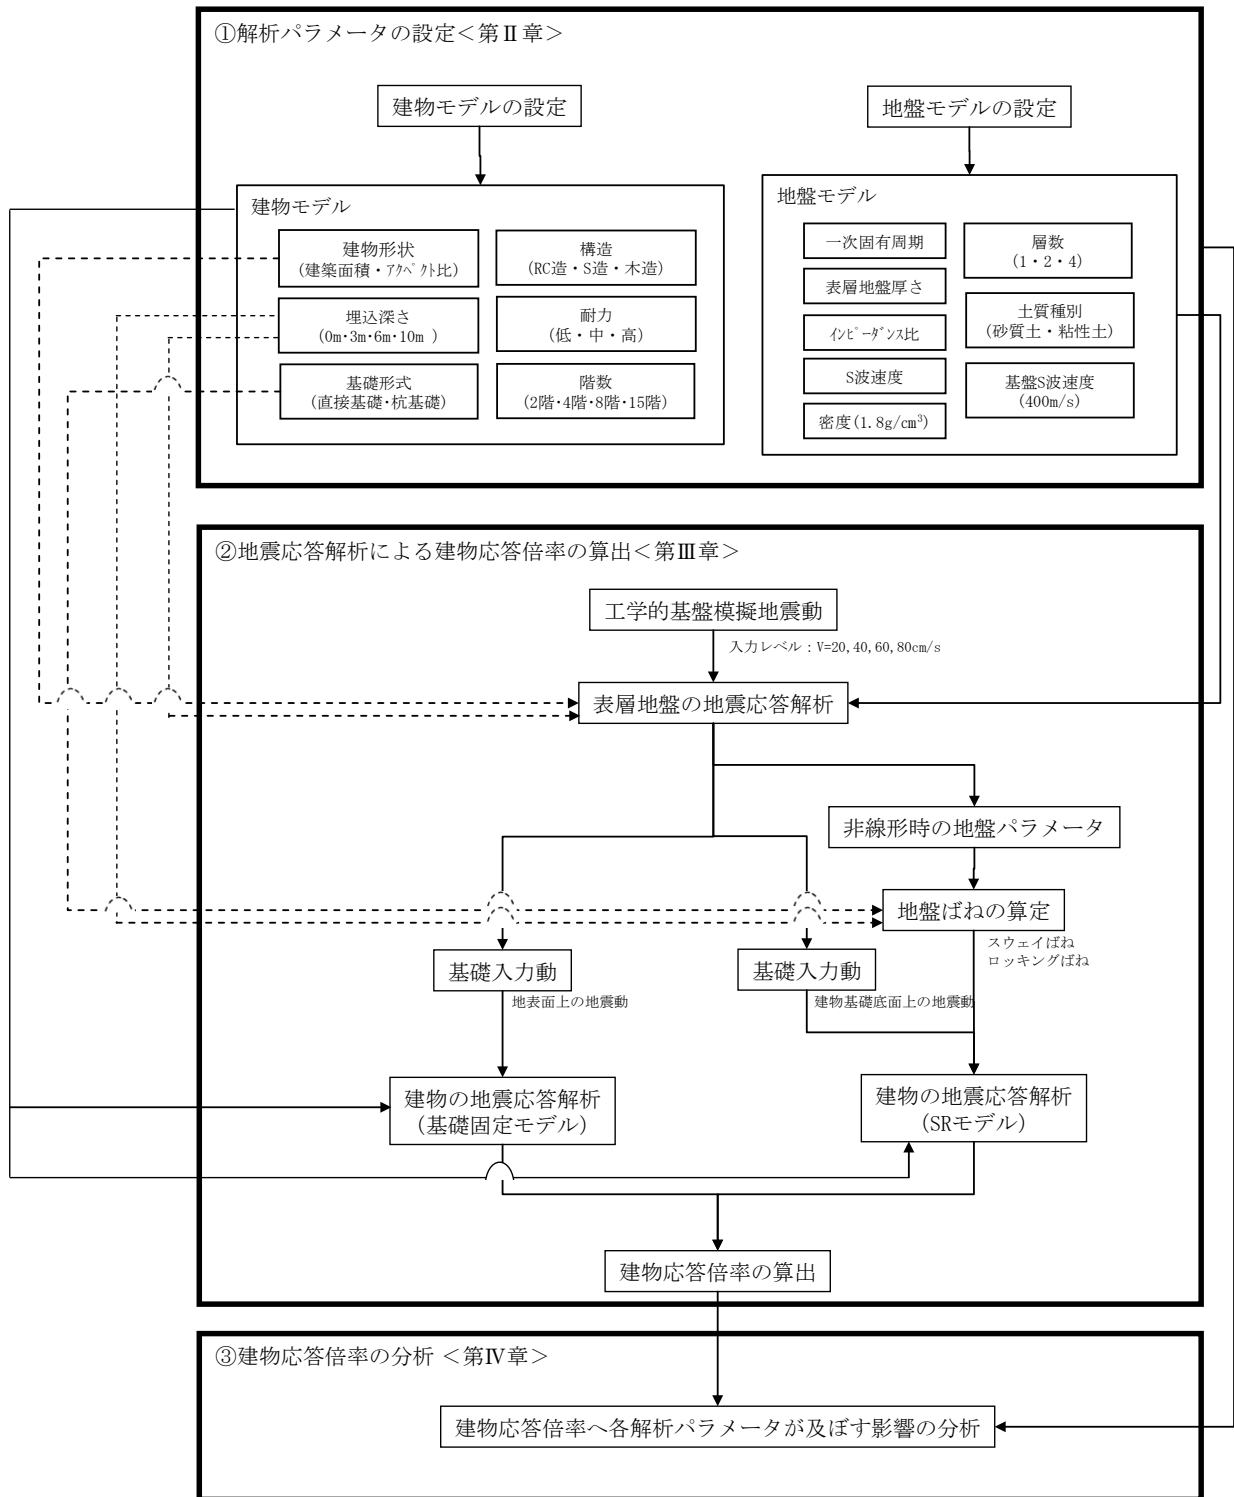 ①解析パラメータの設定＜第Ⅱ章＞
建物モデルの設定
地盤モデルの設定
建物モデル
建物形状
(建築面積・ｱｸﾍﾟｸﾄ比)
構造
(RC造・S造・木造)
埋込深さ
(0m･3m･6m･10m )
耐力
(低・中・高)
基礎形式
(直接基礎･杭基礎)
階数
(2階･4階･8階･15階)
地盤モデル
一次固有周期
層数
(1・2・4)
表層地盤厚さ
土質種別
(砂質土・粘性土)
ｲﾝﾋﾟｰﾀﾞﾝｽ比
S波速度
基盤S波速度
(400m/s)
密度(1.8g/cm³)
②地震応答解析による建物応答倍率の算出＜第Ⅲ章＞
工学的基盤模擬地震動
入力レベル：V=20,40,60,80cm/s
表層地盤の地震応答解析
非線形時の地盤パラメータ
地盤ばねの算定
スウェイばね
ロッキングばね
基礎入力動
地表面上の地震動
基礎入力動
建物基礎底面上の地震動
建物の地震応答解析
(基礎固定モデル)
建物の地震応答解析
(SRモデル)
建物応答倍率の算出
③建物応答倍率の分析 ＜第Ⅳ章＞
建物応答倍率へ各解析パラメータが及ぼす影響の分析